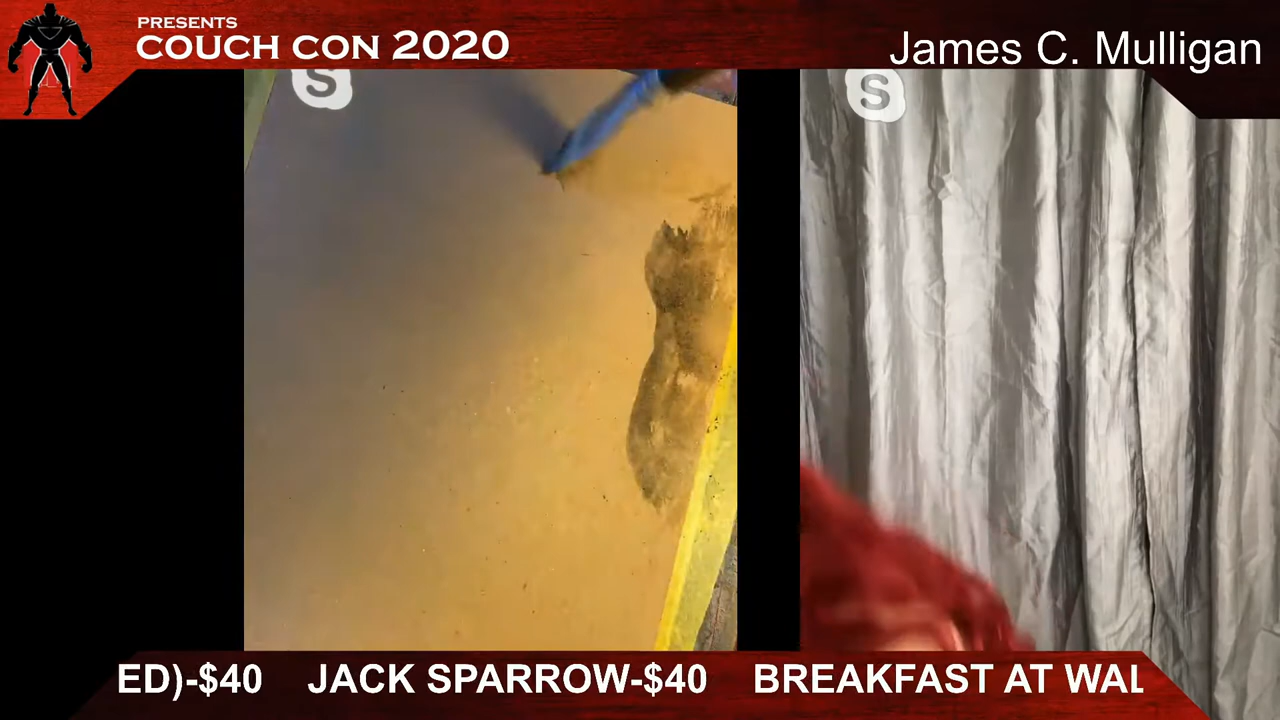 PRESENTS
COUCH CON 2020
James C. Mulligan
S
S
ED)-$40 JACK SPARROW-$40 BREAKFAST AT WAL